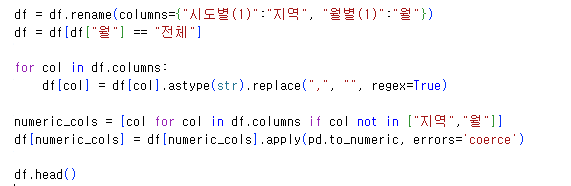 df = df.rename(columns={"시도별(1)":"지역", "월별(1)":"월"})
df = df[df["월"] == "전체"]
for col in df.columns:
df[col] = df[col].astype(str).replace(",", "", regex=True)
numeric_cols = [col for col in df.columns if col not in ["지역","월"]]
df[numeric_cols] = df[numeric_cols].apply(pd.to_numeric, errors='coerce')
df.head()